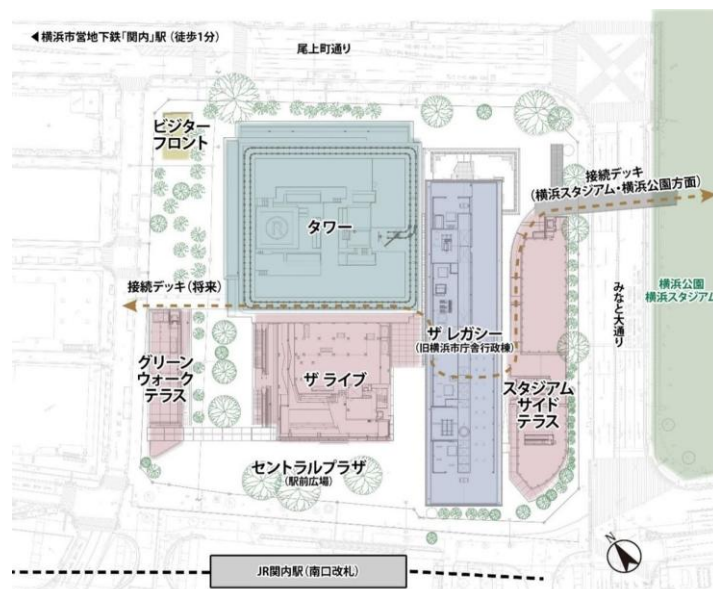 ◀横浜市営地下鉄「関内」駅（徒歩1分）
尾上町通り
ビジター
フロント
タワー
接続デッキ
（横浜スタジアム・横浜公園方面）
接続デッキ（将来）
横浜公園
横浜スタジアム
みなと大通り
グリーン
ウォーク
テラス
ザ ライブ
ザ レガシー
（旧横浜市庁舎行政棟）
スタジアム
サイド
テラス
セントラルプラザ
（駅前広場）
N
JR関内駅（南口改札）